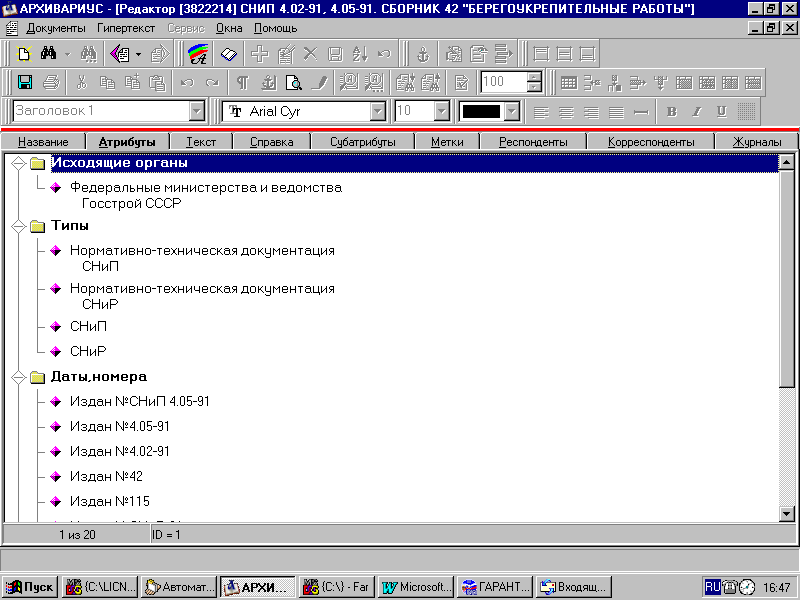 АРХИВАРИУС - [Редактор [3822214] СНИП 4.02-91, 4.05-91. СБОРНИК 42 "БЕРЕГОУКРЕПИТЕЛЬНЫЕ РАБОТЫ"]
Документы Гипертекст Сервис Окна Помощь
100
Заголовок 1 Arial Cyr 10 B I U
Название Атрибуты Текст Справка Субатрибуты Метки Респонденты Корреспонденты Журналы
Исходящие органы
Федеральные министерства и ведомства
Госстрой СССР
Типы
Нормативно-техническая документация
СНиП
Нормативно-техническая документация
СНиР
СНиП
СНиР
Даты,номера
Издан №СНиП 4.05-91
Издан №4.05-91
Издан №4.02-91
Издан №42
Издан №115
1 из 20 ID = 1
Пуск {C:\LICN... Автомат... АРХИ... {C:\} - Far Microsoft... ГАРАНТ... Входящ... RU 16:47